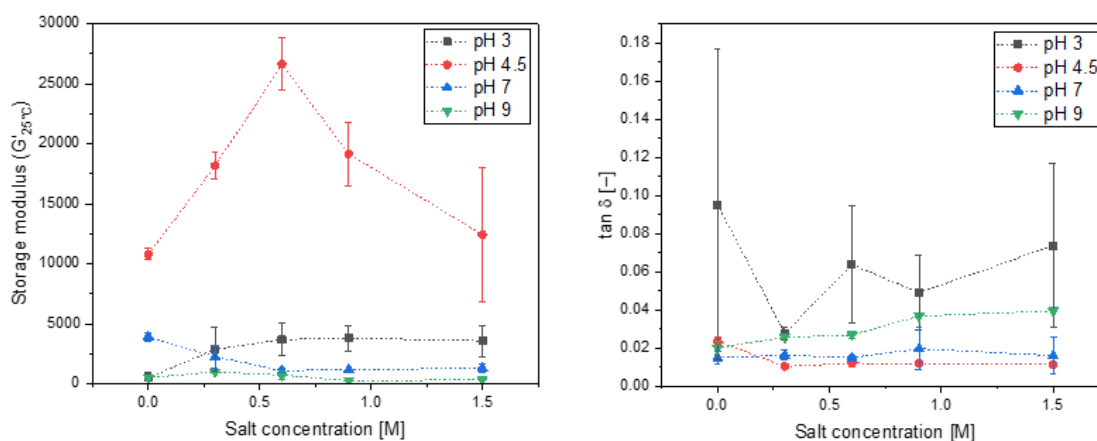 30000
25000
20000
15000
10000
5000
0
Storage modulus (G'25℃)
0.0
0.5
1.0
1.5
Salt concentration [M]
pH 3
pH 4.5
pH 7
pH 9
0.18
0.16
0.14
0.12
0.10
0.08
0.06
0.04
0.02
0.00
tan δ [−]
0.0
0.5
1.0
1.5
Salt concentration [M]
pH 3
pH 4.5
pH 7
pH 9